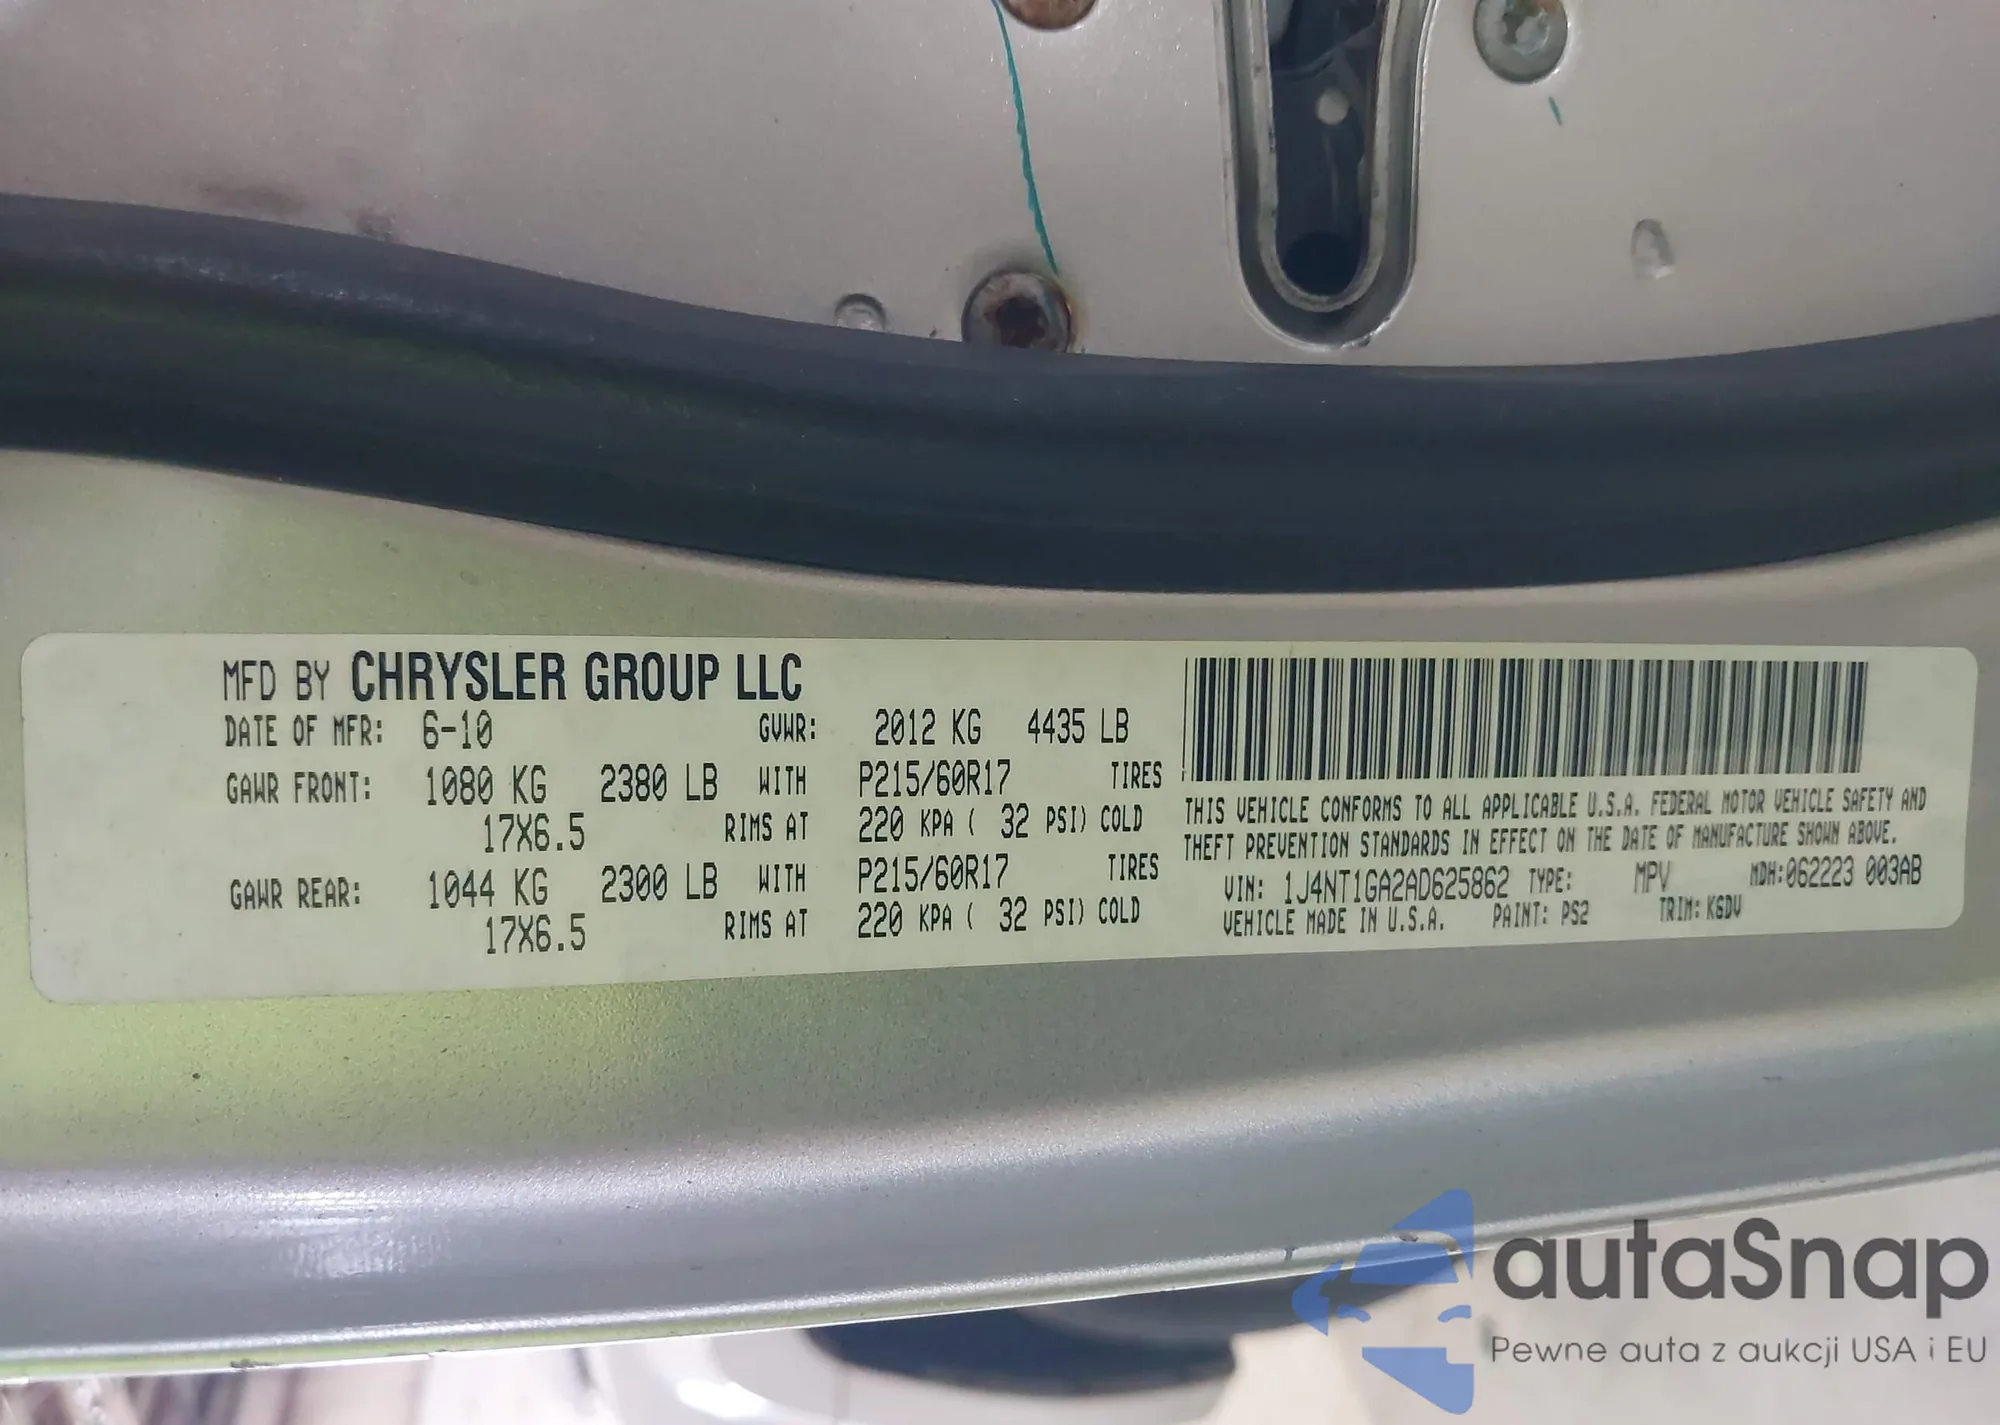 MFD BY CHRYSLER GROUP LLC
DATE OF MFR: 6-10 GVWR: 2012 KG 4435 LB
GAWR FRONT: 1080 KG 2380 LB WITH P215/60R17 TIRES
17X6.5 RIMS AT 220 KPA ( 32 PSI) COLD
GAWR REAR: 1044 KG 2300 LB WITH P215/60R17 TIRES
17X6.5 RIMS AT 220 KPA ( 32 PSI) COLD
THIS VEHICLE CONFORMS TO ALL APPLICABLE U.S.A. FEDERAL MOTOR VEHICLE SAFETY AND
THEFT PREVENTION STANDARDS IN EFFECT ON THE DATE OF MANUFACTURE SHOWN ABOVE.
VIN: 1J4NT1GA2AD625862 TYPE: MPV MDH:062223 003AB
VEHICLE MADE IN U.S.A. PAINT: PS2 TRIM: K6DV
autaSnap
Pewne auta z aukcji USA i EU